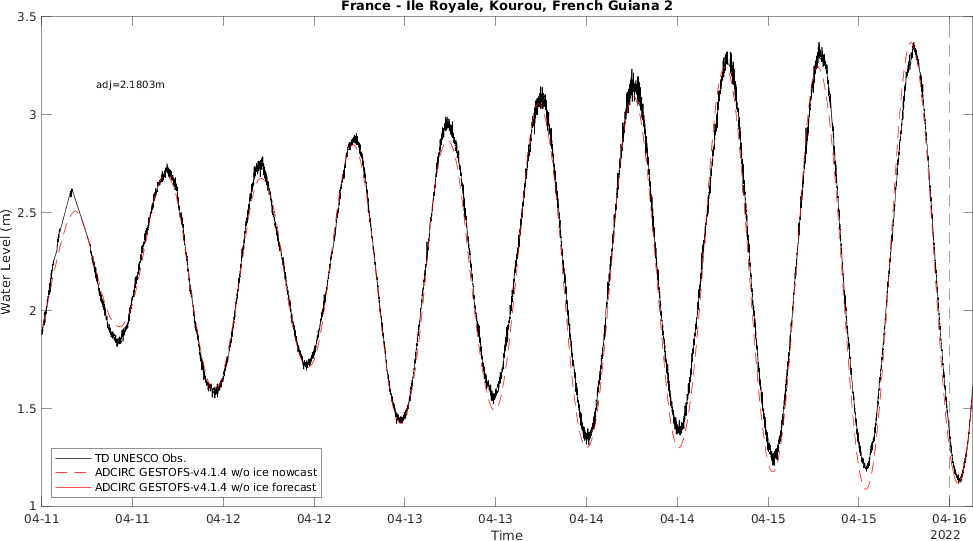 France - Ile Royale, Kourou, French Guiana 2
3.5
adj=2.1803m
3
2.5
Water Level (m)
2
1.5
TD UNESCO Obs.
ADCIRC GESTOFS-v4.1.4 w/o ice nowcast
ADCIRC GESTOFS-v4.1.4 w/o ice forecast
1
04-11 04-11 04-12 04-12 04-13 04-13 04-14 04-14 04-15 04-15 04-16
Time 2022